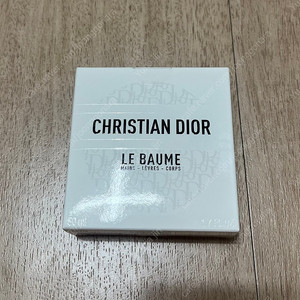 CHRISTIAN DIOR
LE BAUME
MAINS - LÈVRES - CORPS